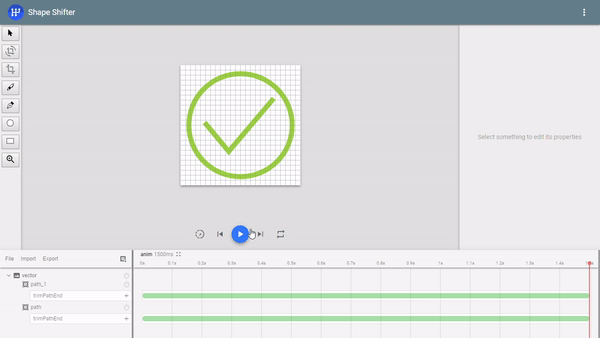 Shape Shifter
Select something to edit its properties.
File Import Export
anim 1500ms
0s 0.1s 0.2s 0.3s 0.4s 0.5s 0.6s 0.7s 0.8s 0.9s 1.0s 1.1s 1.2s 1.3s 1.4s
vector
path_1
trimPathEnd
path
trimPathEnd